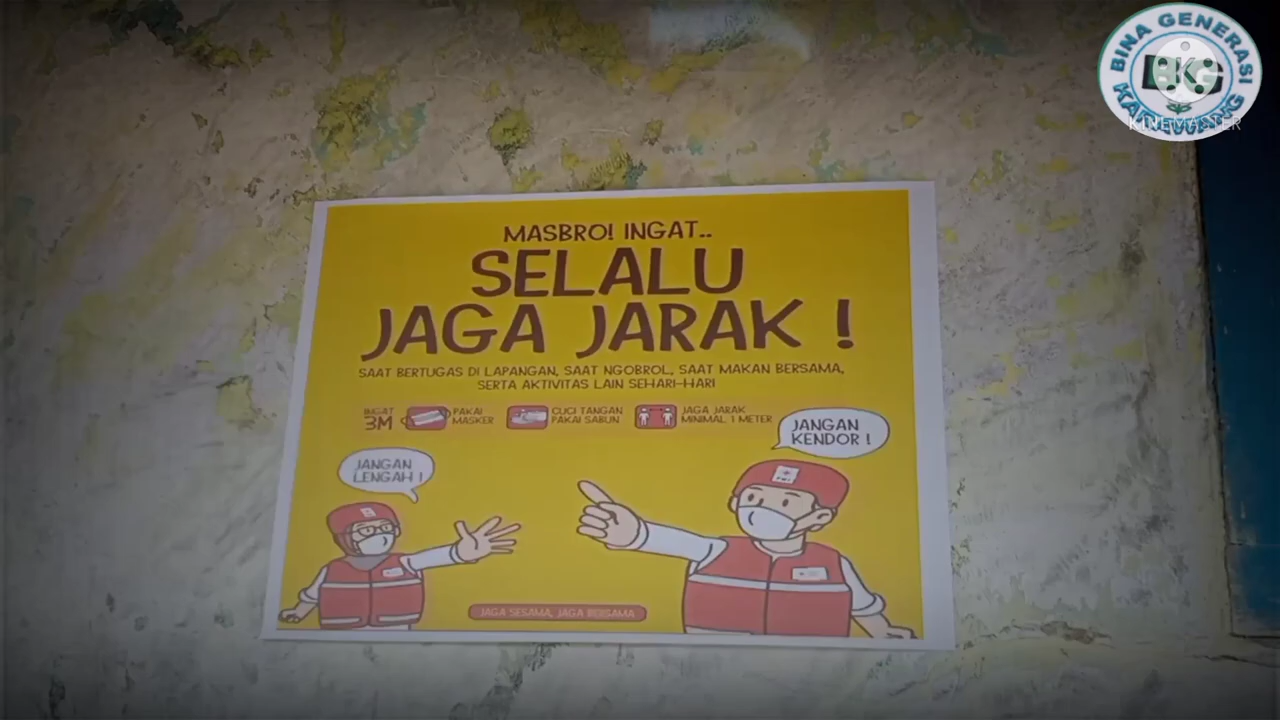 BINA GENERASI
KARAWANG
BKG
KINEMASTER
MASBRO! INGAT..
SELALU
JAGA JARAK !
SAAT BERTUGAS DI LAPANGAN, SAAT NGOBROL, SAAT MAKAN BERSAMA,
SERTA AKTIVITAS LAIN SEHARI-HARI
INGAT
3M
PAKAI
MASKER
CUCI TANGAN
PAKAI SABUN
JAGA JARAK
MINIMAL 1 METER
JANGAN
KENDOR !
JANGAN
LENGAH !
JAGA SESAMA, JAGA BERSAMA